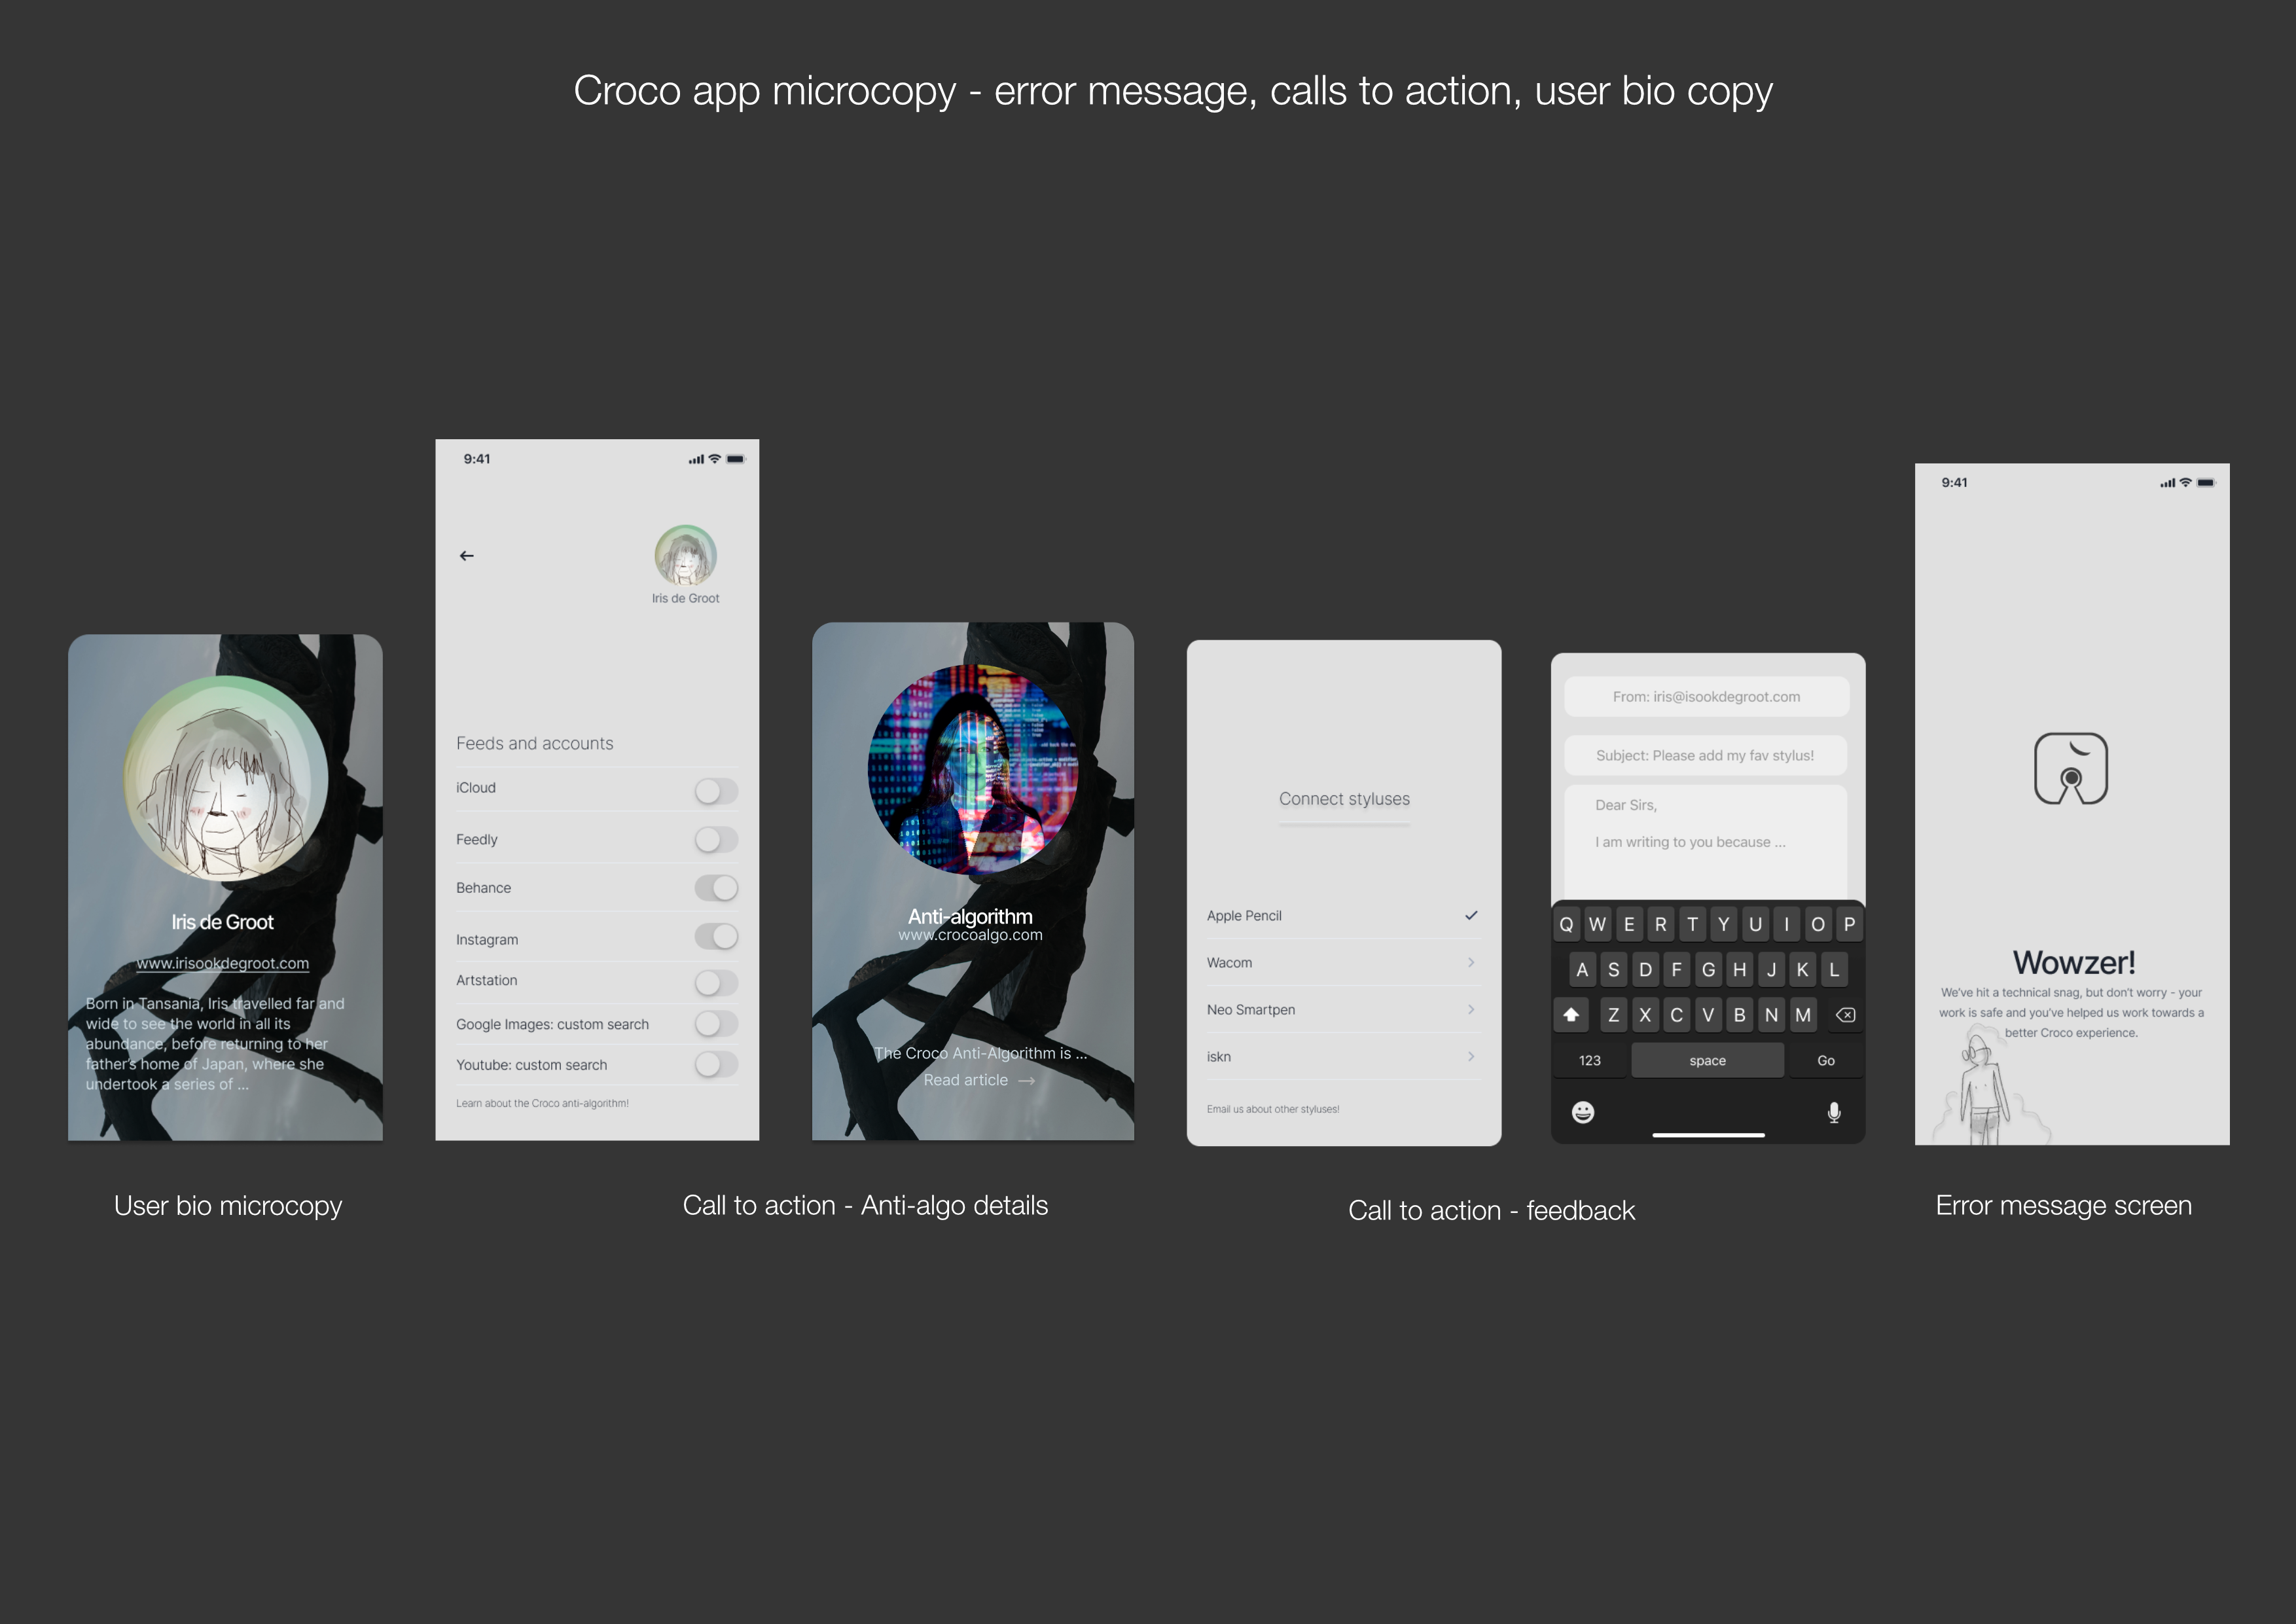 Croco app microcopy - error message, calls to action, user bio copy
Iris de Groot
www.irisookdegroot.com
Born in Tansania, Iris travelled far and
wide to see the world in all its
abundance, before returning to her
father's home of Japan, where she
undertook a series of ...
User bio microcopy
9:41
Iris de Groot
Feeds and accounts
iCloud
Feedly
Behance
Instagram
Artstation
Google Images: custom search
Youtube: custom search
Learn about the Croco anti-algorithm!
Anti-algorithm
www.crocoalgo.com
The Croco Anti-Algorithm is ...
Read article →
Call to action - Anti-algo details
Connect styluses
Apple Pencil
Wacom
Neo Smartpen
iskn
Email us about other styluses!
From: iris@isookdegroot.com
Subject: Please add my fav stylus!
Dear Sirs,
I am writing to you because ...
Q W E R T Y U I O P
A S D F G H J K L
Z X C V B N M
123 space Go
Call to action - feedback
9:41
Wowzer!
We've hit a technical snag, but don't worry - your
work is safe and you've helped us work towards a
better Croco experience.
Error message screen